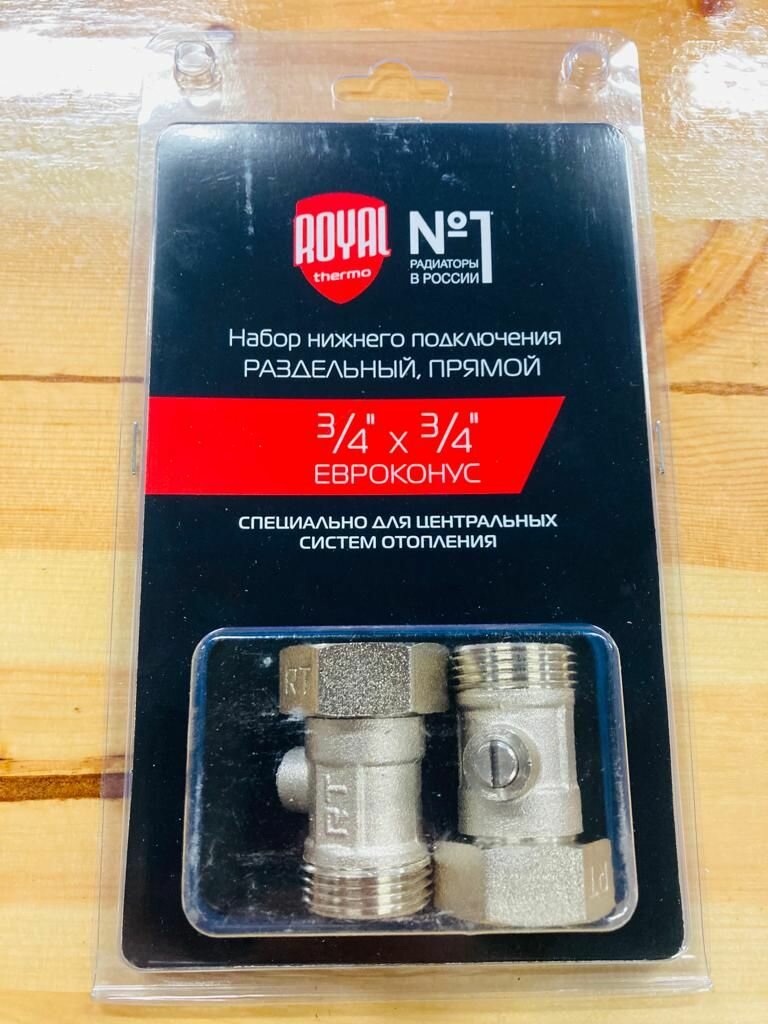 ROYAL
thermo
№1
РАДИАТОРЫ
В РОССИИ
Набор нижнего подключения
РАЗДЕЛЬНЫЙ, ПРЯМОЙ
3/4" x 3/4"
ЕВРОКОНУС
СПЕЦИАЛЬНО ДЛЯ ЦЕНТРАЛЬНЫХ
СИСТЕМ ОТОПЛЕНИЯ
RT
RT
RT